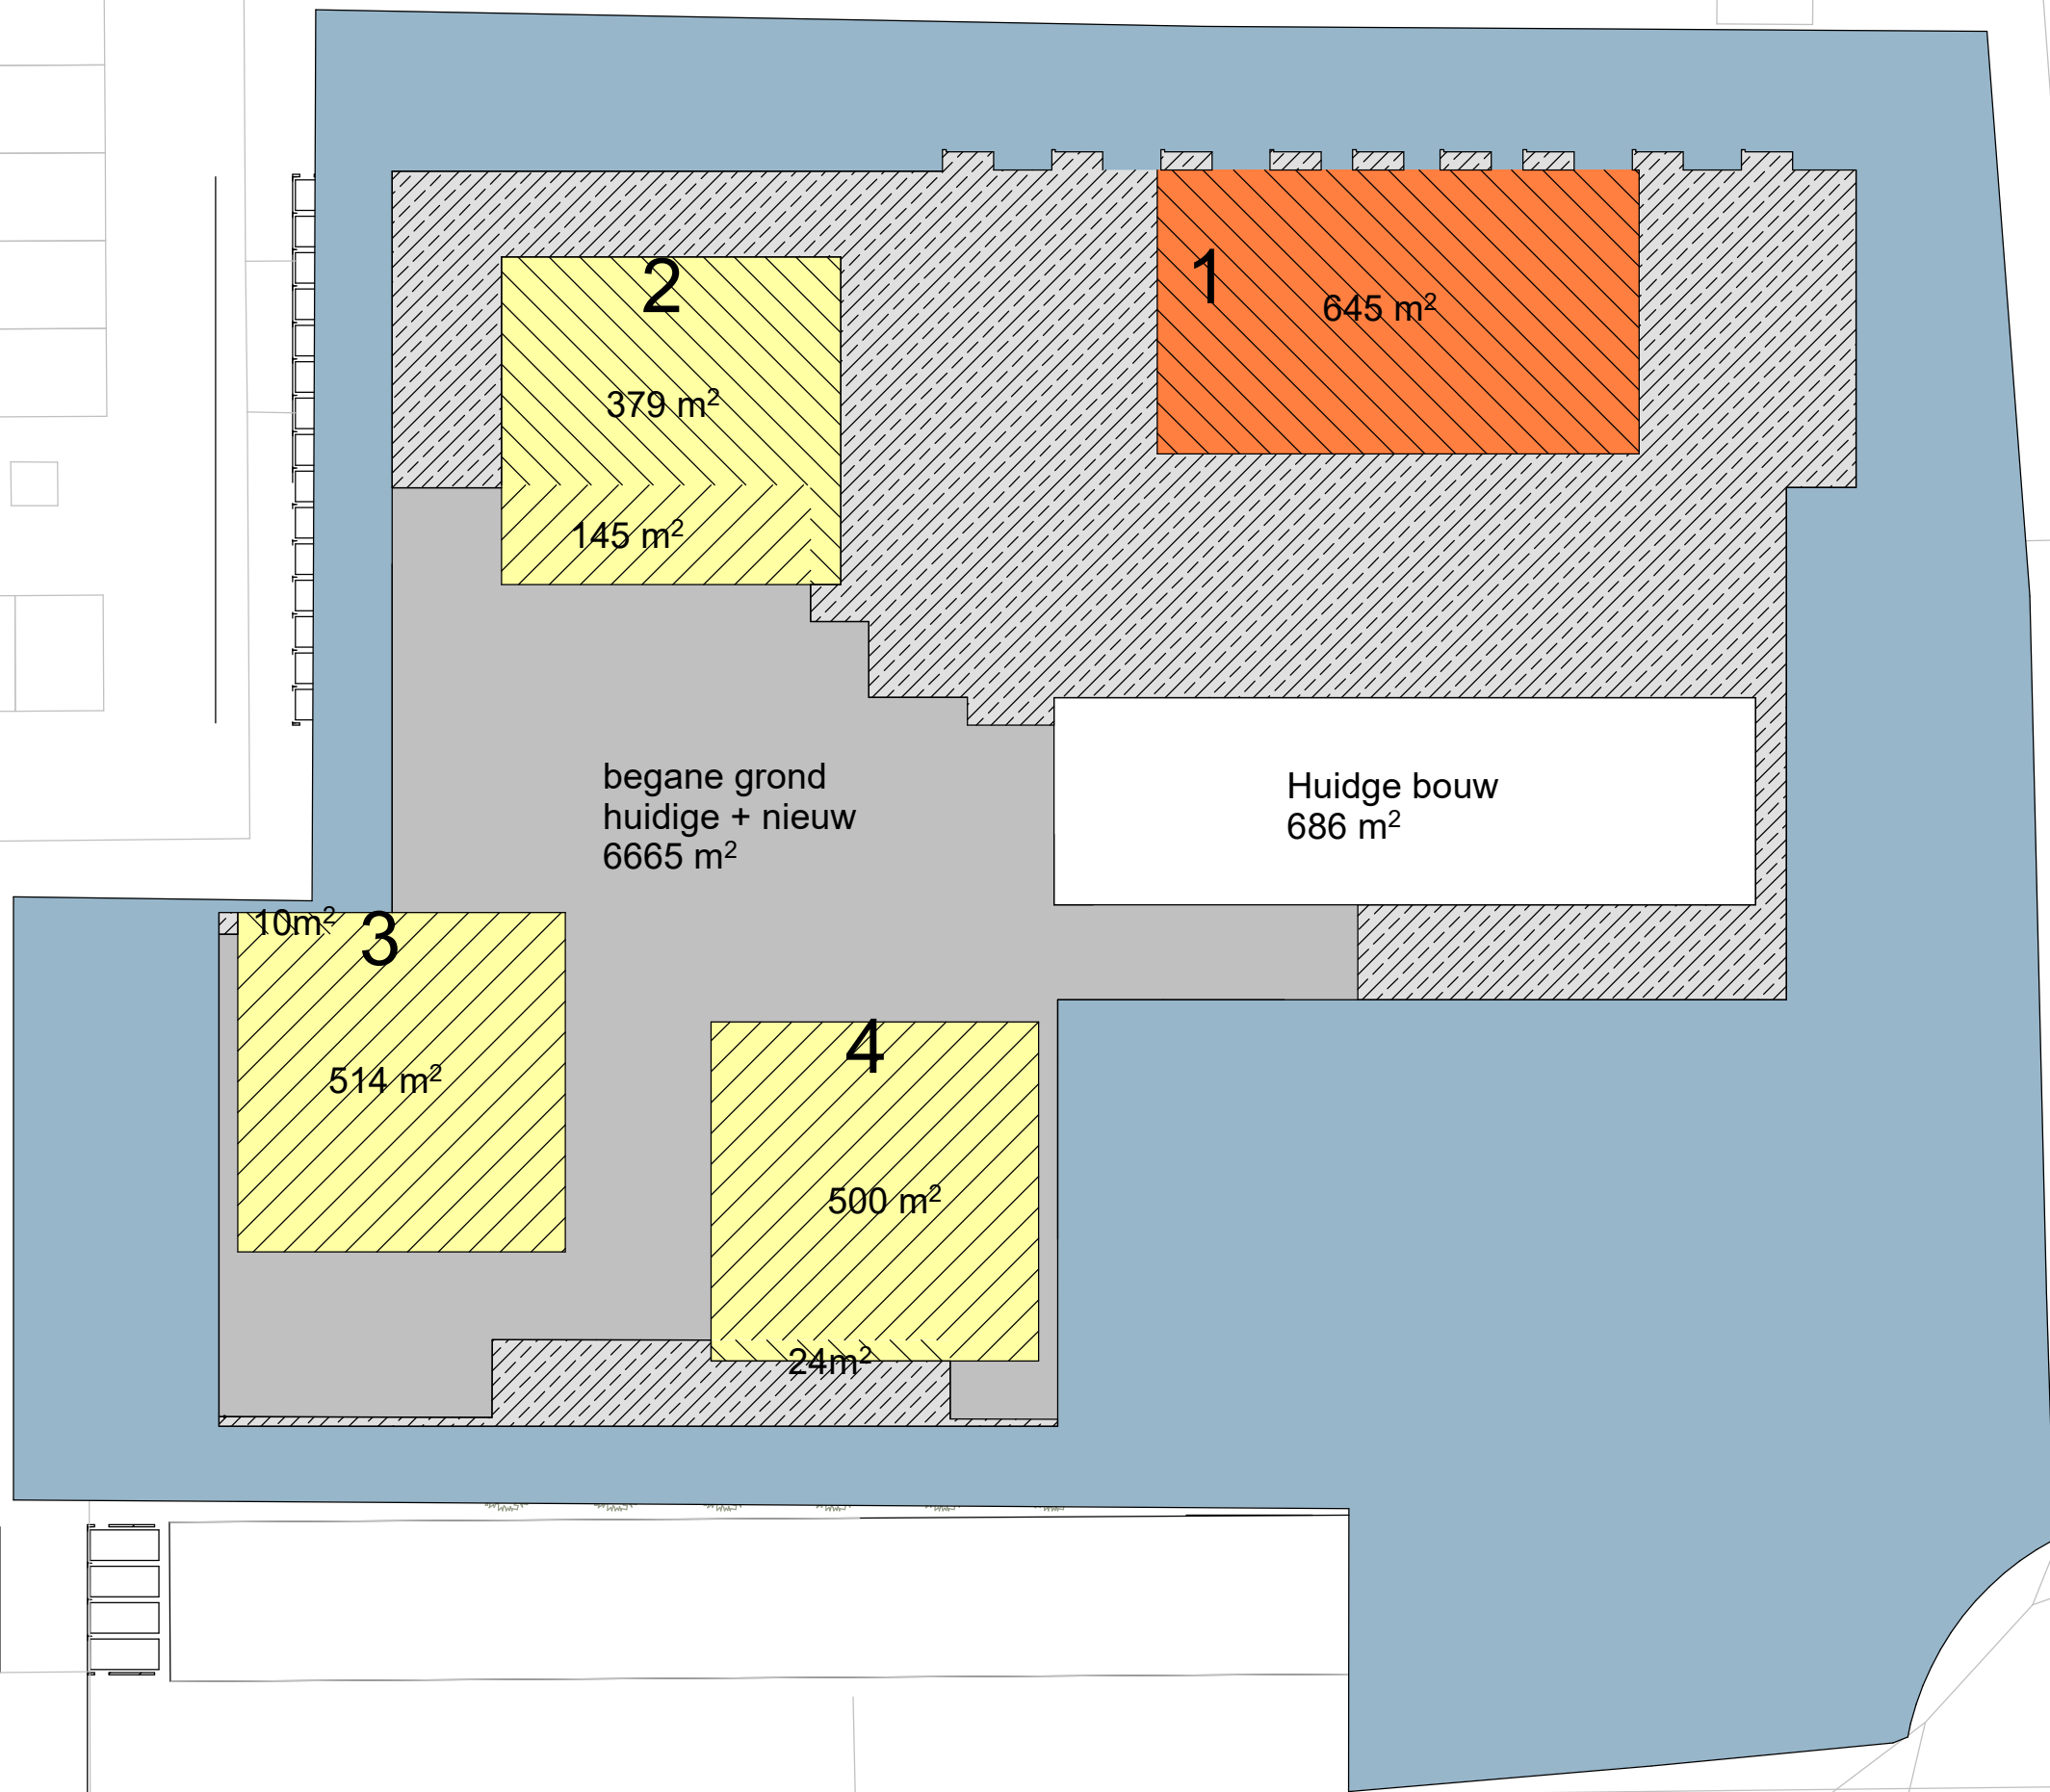 2
1
645 m²
379 m²
145 m²
begane grond
huidige + nieuw
6665 m²
Huidge bouw
686 m²
10m²
3
4
514 m²
500 m²
24m²